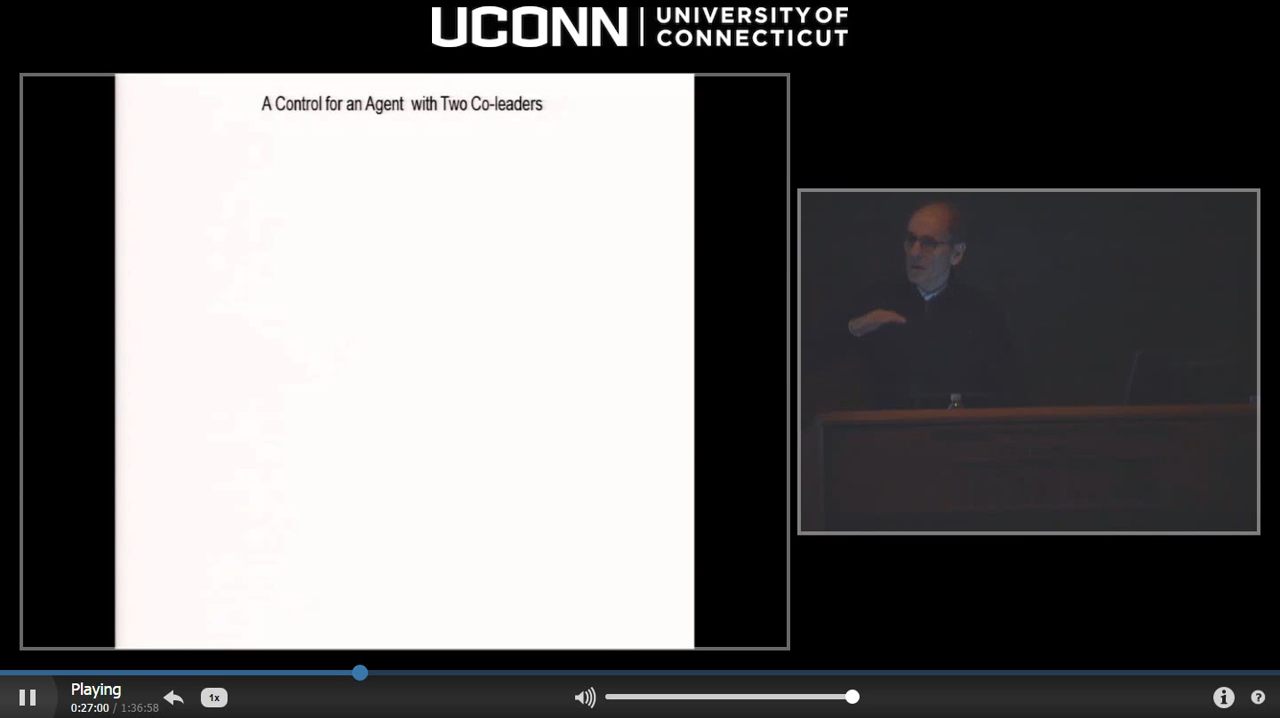 UCONN
UNIVERSITY OF
CONNECTICUT
A Control for an Agent with Two Co-leaders
Playing
0:27:00 / 1:36:58
1x
i
?